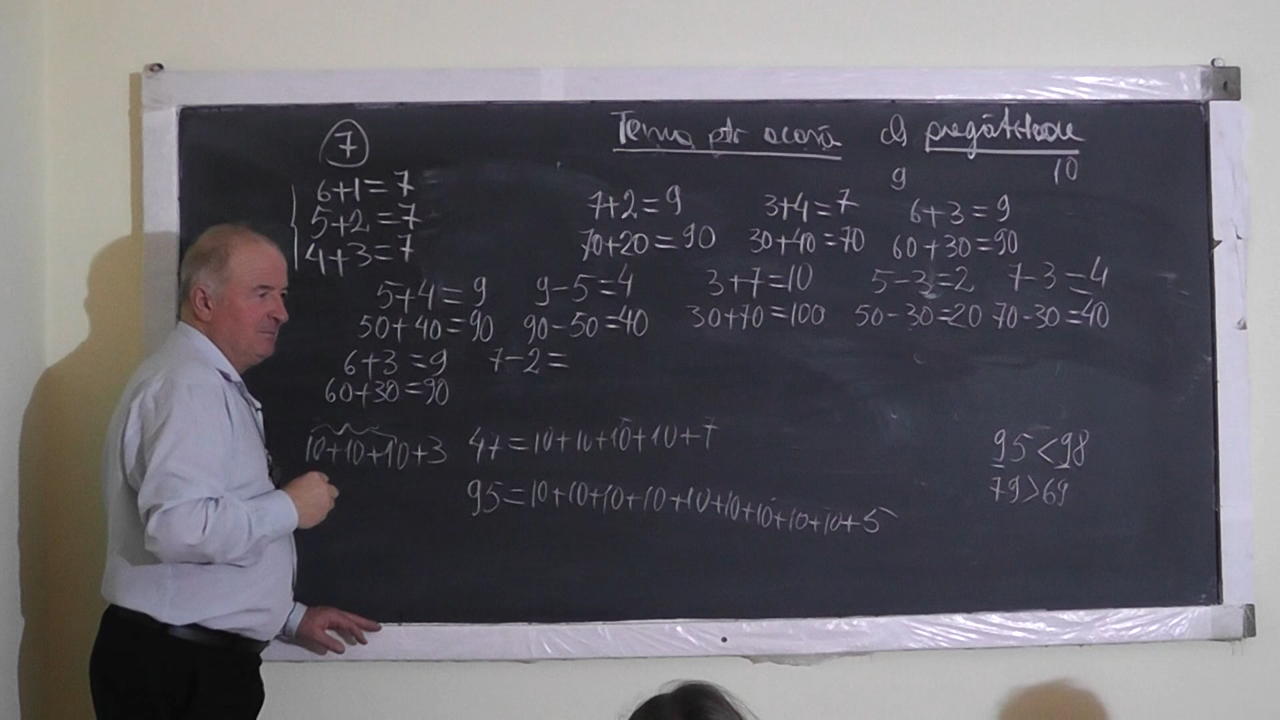 7
Tema ptr acasă cls pregătitoare
9 10
6+1=7
5+2=7
4+3=7
7+2=9 3+4=7 6+3=9
70+20=90 30+40=70 60+30=90
5+4=9 9-5=4 3+7=10 5-3=2 7-3=4
50+40=90 90-50=40 30+70=100 50-30=20 70-30=40
6+3=9 7-2=
60+30=90
10+10+10+3 47=10+10+10+10+7 95<98
95=10+10+10+10+10+10+10+10+10+5 79>69